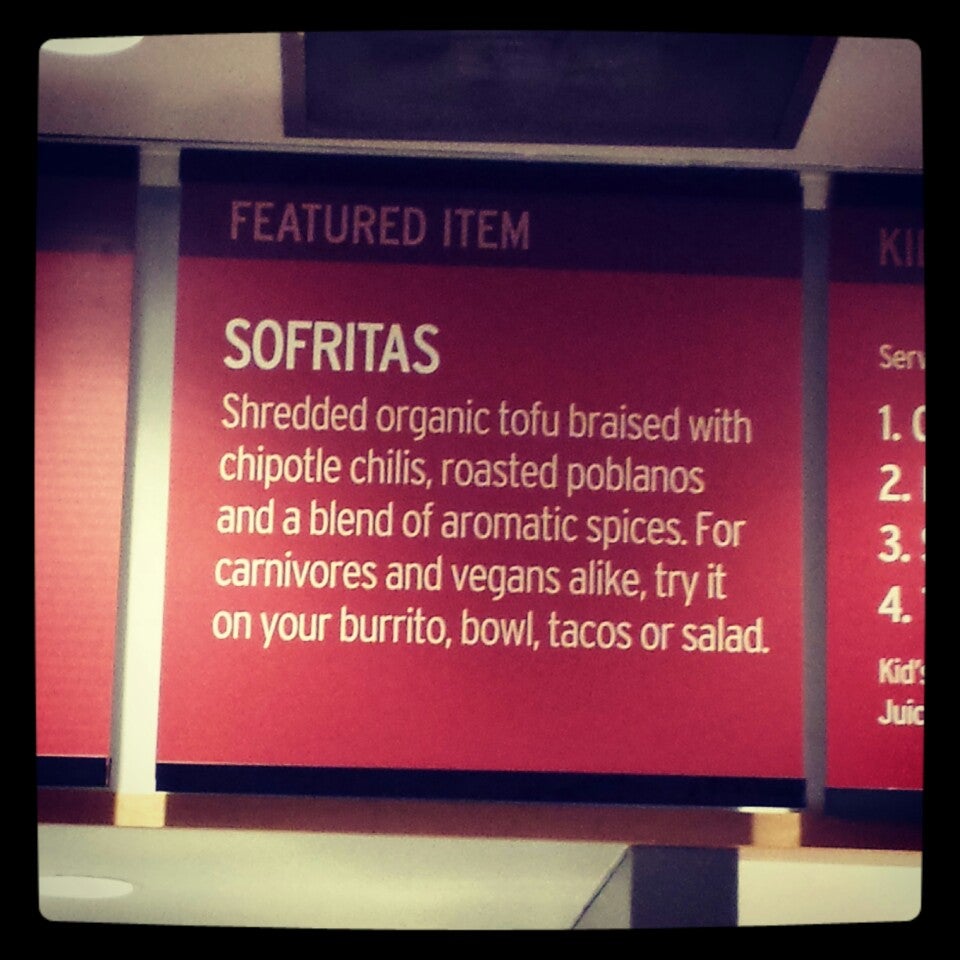 FEATURED ITEM
SOFRITAS
Shredded organic tofu braised with
chipotle chilis, roasted poblanos
and a blend of aromatic spices. For
carnivores and vegans alike, try it
on your burrito, bowl, tacos or salad.
1.
2.
3.
4.
Kid's